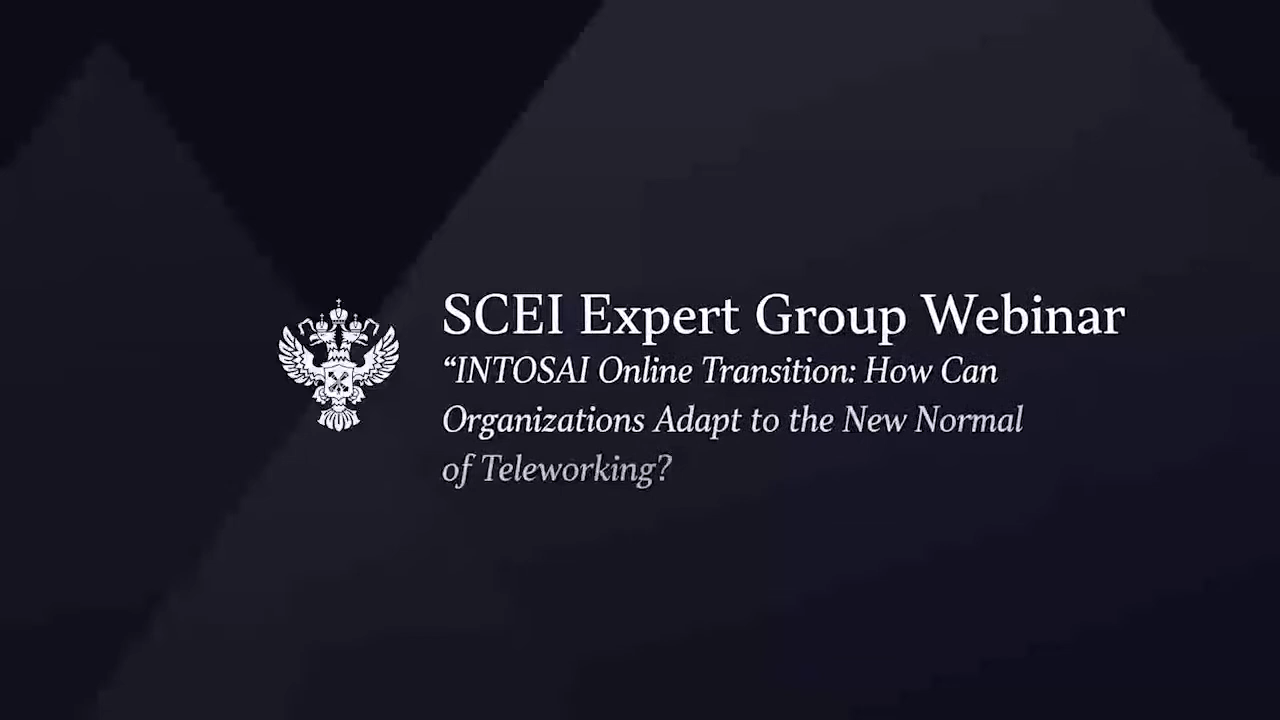 SCEI Expert Group Webinar
“INTOSAI Online Transition: How Can
Organizations Adapt to the New Normal
of Teleworking?